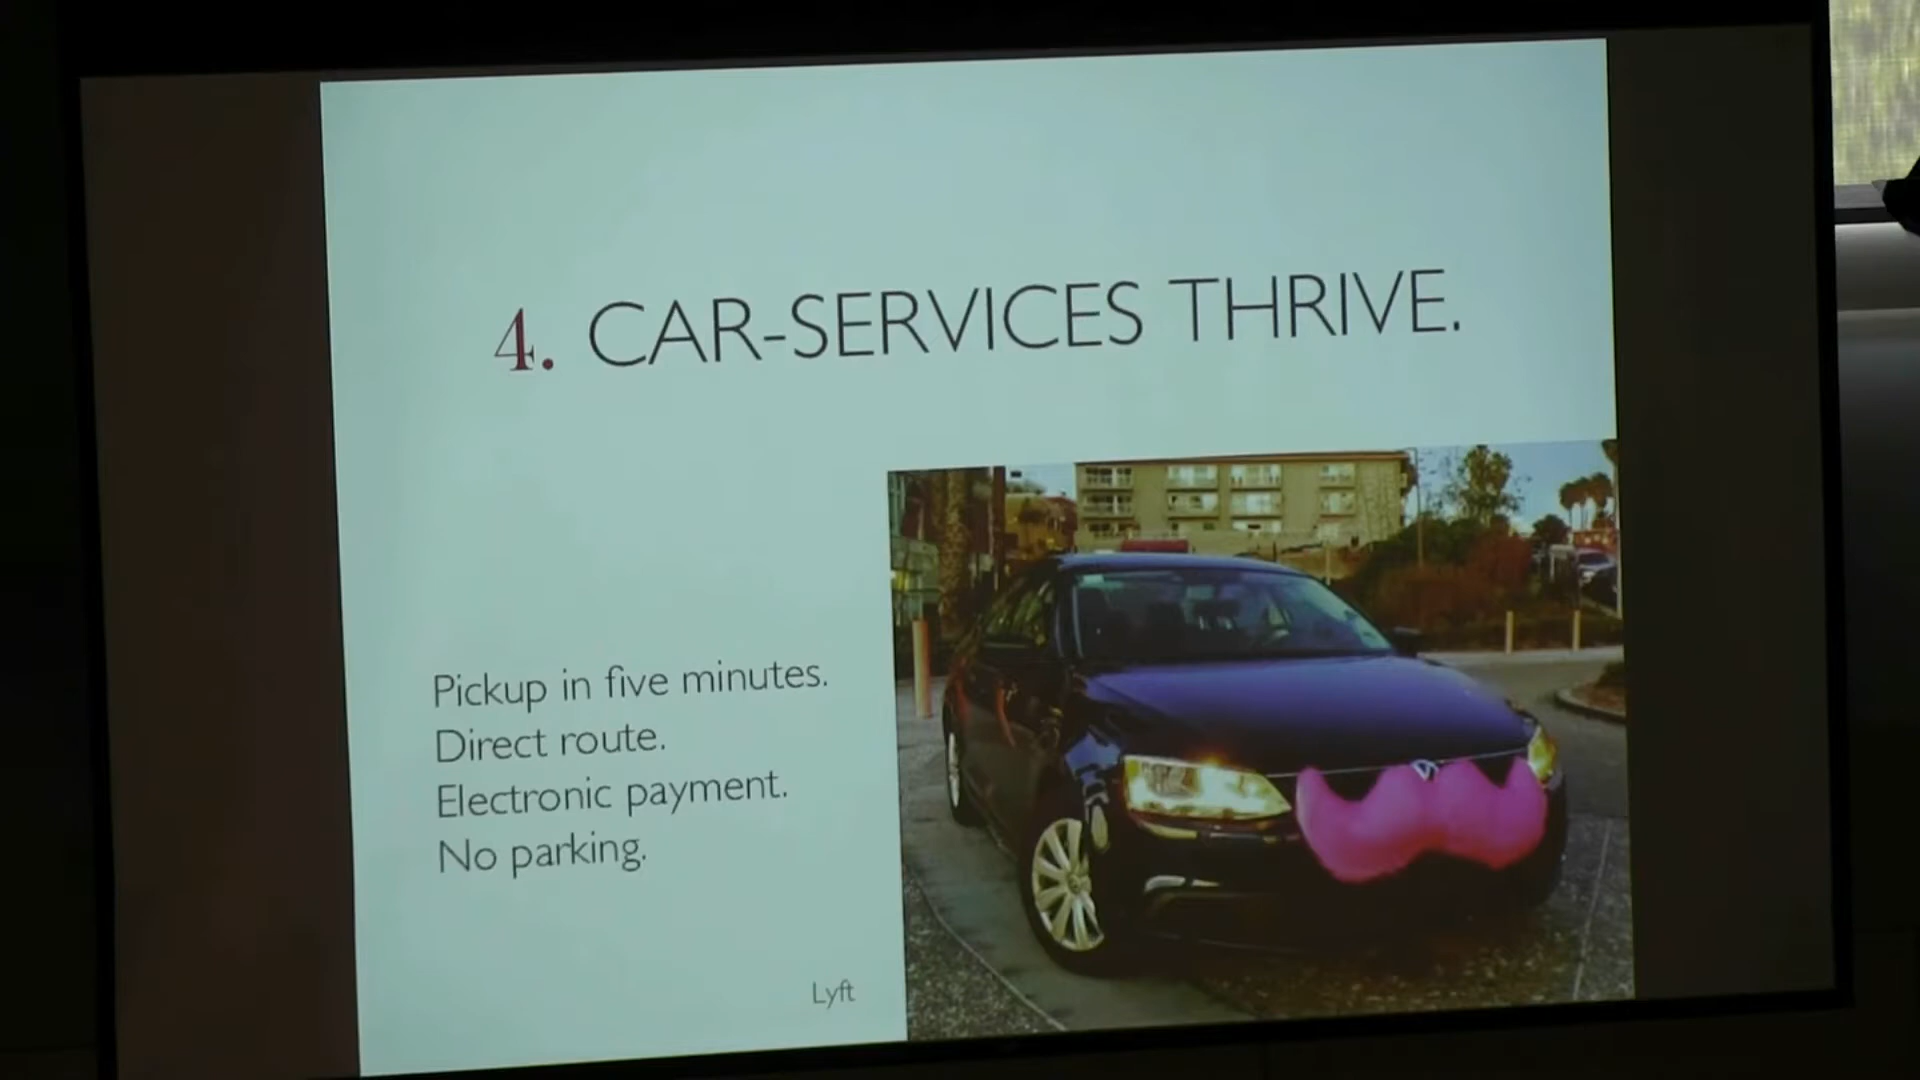 4. CAR-SERVICES THRIVE.
Pickup in five minutes.
Direct route.
Electronic payment.
No parking.
Lyft